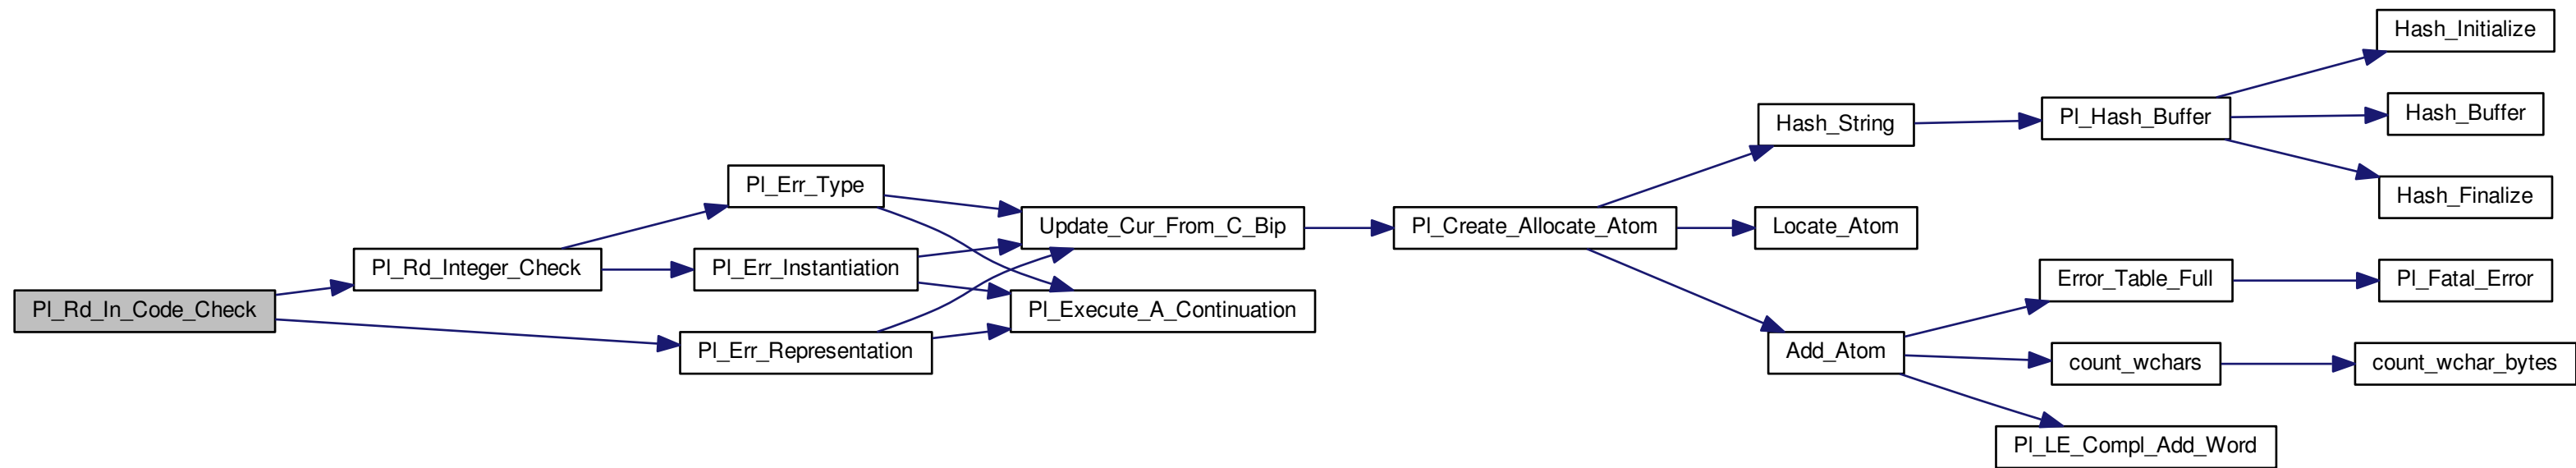 Pl_Rd_In_Code_Check
Pl_Rd_Integer_Check
Pl_Err_Type
Pl_Err_Instantiation
Pl_Err_Representation
Update_Cur_From_C_Bip
Pl_Execute_A_Continuation
Pl_Create_Allocate_Atom
Hash_String
Locate_Atom
Add_Atom
Pl_Hash_Buffer
Error_Table_Full
count_wchars
Pl_LE_Compl_Add_Word
Hash_Initialize
Hash_Buffer
Hash_Finalize
Pl_Fatal_Error
count_wchar_bytes